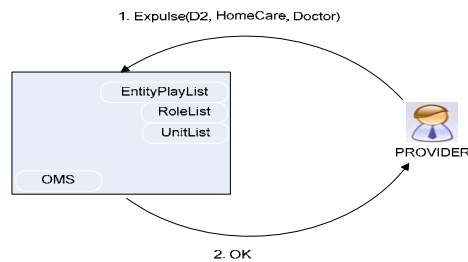 1. Expulse(D2, HomeCare, Doctor)
EntityPlayList
RoleList
UnitList
PROVIDER
OMS
2. OK